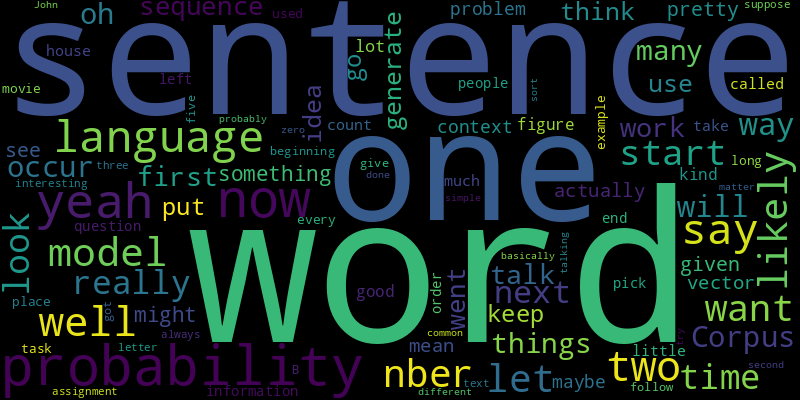 John
oh
sequence
used
problem
think
pretty
suppose
sentence
house
lot
go
generate
many
movie
left
idea
people
sort
use
called
five
probably
zero
count
context
figure
example
work
take
way
language
one
see
occur
beginning
three
first
something
give
done
much
simple
kind
start
long
likely
interesting
yeah
put
now
every
actually
end
will
matter
look
question
word
talking
say
model
basically
given
really
talk
vector
good
order
went
next
pick
place
well
got
might
keep
want
always
common
try
Corpus
task
letter
mean
things
little
probability
B
information
nber
text
let
maybe
two
time
second
assignment
different
follow